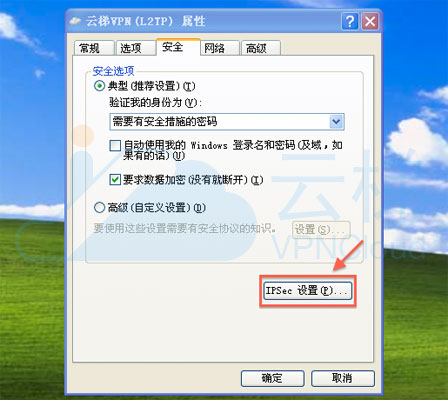 云梯VPN(L2TP) 属性
常规 选项 安全 网络 高级
安全选项
典型(推荐设置)(T)
验证我的身份为(V):
需要有安全措施的密码
自动使用我的 Windows 登录名和密码(及域，如
果有的话)(U)
要求数据加密(没有就断开)(I)
高级(自定义设置)(D)
要使用这些设置需要有安全协议的知识。 设置(S)...
云梯
VPNCloud
IPSec 设置(P)...
确定 取消